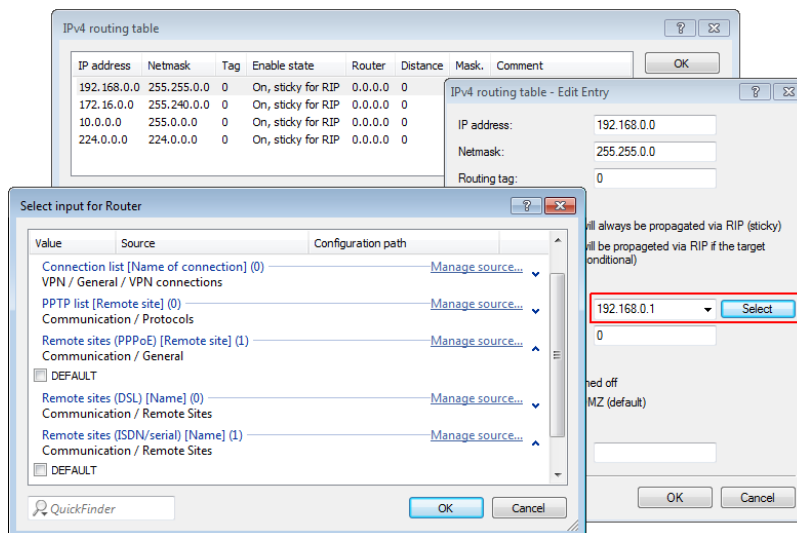 IPv4 routing table
IP address Netmask Tag Enable state Router Distance Mask. Comment
OK
192.168.0.0 255.255.0.0 0 On, sticky for RIP 0.0.0.0 0
172.16.0.0 255.240.0.0 0 On, sticky for RIP 0.0.0.0 0
10.0.0.0 255.0.0.0 0 On, sticky for RIP 0.0.0.0 0
224.0.0.0 224.0.0.0 0 On, sticky for RIP 0.0.0.0 0
IPv4 routing table - Edit Entry
IP address: 192.168.0.0
Netmask: 255.255.0.0
Routing tag: 0
will always be propagated via RIP (sticky)
will be propageted via RIP if the target
onditional)
192.168.0.1 Select
0
ned off
MZ (default)
OK Cancel
Select input for Router
Value Source Configuration path
Connection list [Name of connection] (0) Manage source...
VPN / General / VPN connections
PPTP list [Remote site] (0) Manage source...
Communication / Protocols
Remote sites (PPPoE) [Remote site] (1) Manage source...
Communication / General
DEFAULT
Remote sites (DSL) [Name] (0) Manage source...
Communication / Remote Sites
Remote sites (ISDN/serial) [Name] (1) Manage source...
Communication / Remote Sites
DEFAULT
QuickFinder OK Cancel